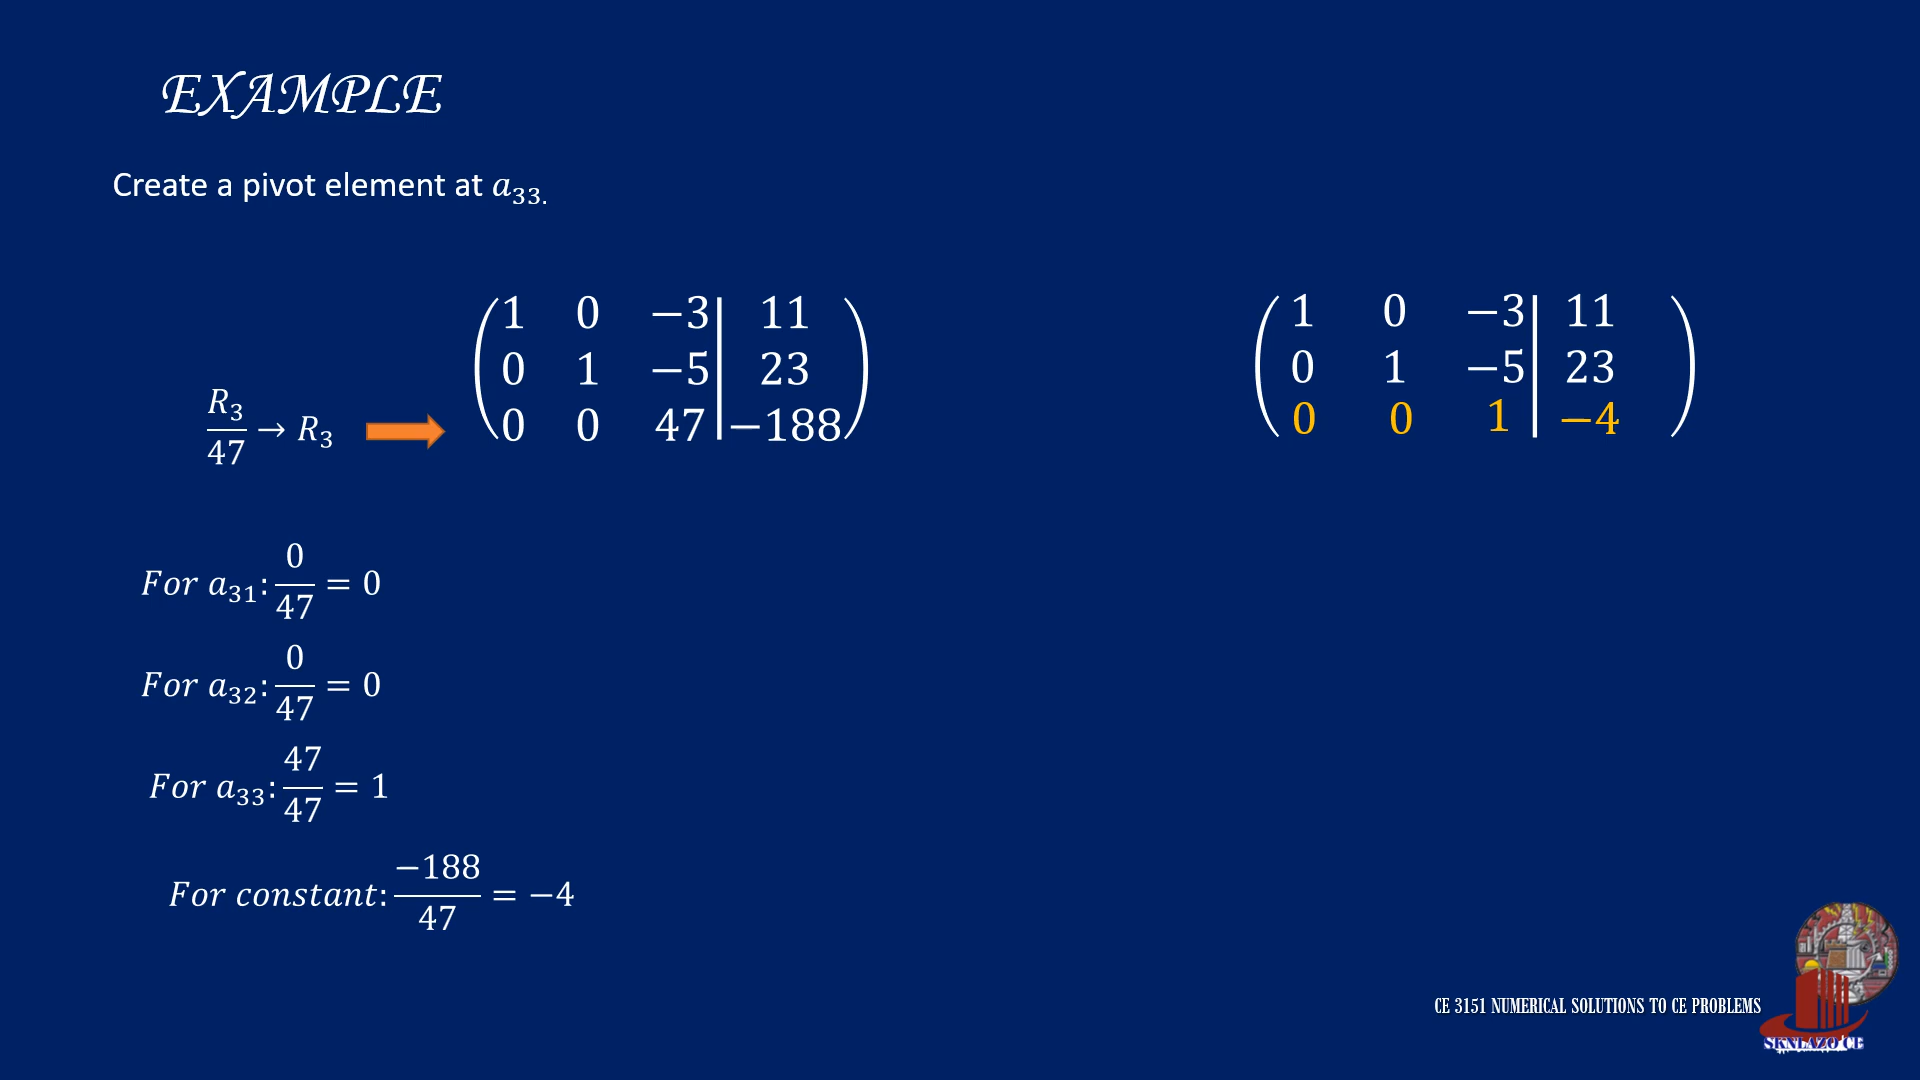 EXAMPLE
Create a pivot element at a₃₃.
R₃/47 → R₃
1 0 −3 | 11
0 1 −5 | 23
0 0 47 | −188
1 0 −3 | 11
0 1 −5 | 23
0 0 1 | −4
For a₃₁: 0/47 = 0
For a₃₂: 0/47 = 0
For a₃₃: 47/47 = 1
For constant: −188/47 = −4
CE 3151 NUMERICAL SOLUTIONS TO CE PROBLEMS
SKNLAZO CE